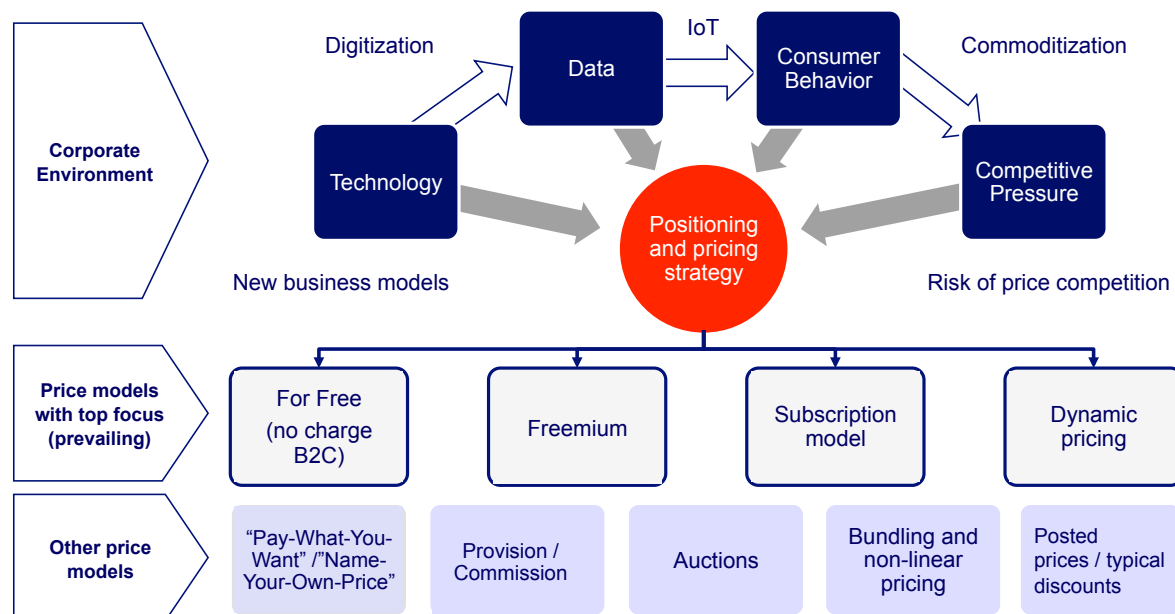 Digitization
IoT
Commoditization
Data
Consumer
Behavior
Corporate
Environment
Technology
Competitive
Pressure
Positioning
and pricing
strategy
New business models
Risk of price competition
Price models
with top focus
(prevailing)
For Free
(no charge
B2C)
Freemium
Subscription
model
Dynamic
pricing
Other price
models
“Pay-What-You-
Want” /”Name-
Your-Own-Price”
Provision /
Commission
Auctions
Bundling and
non-linear
pricing
Posted
prices / typical
discounts